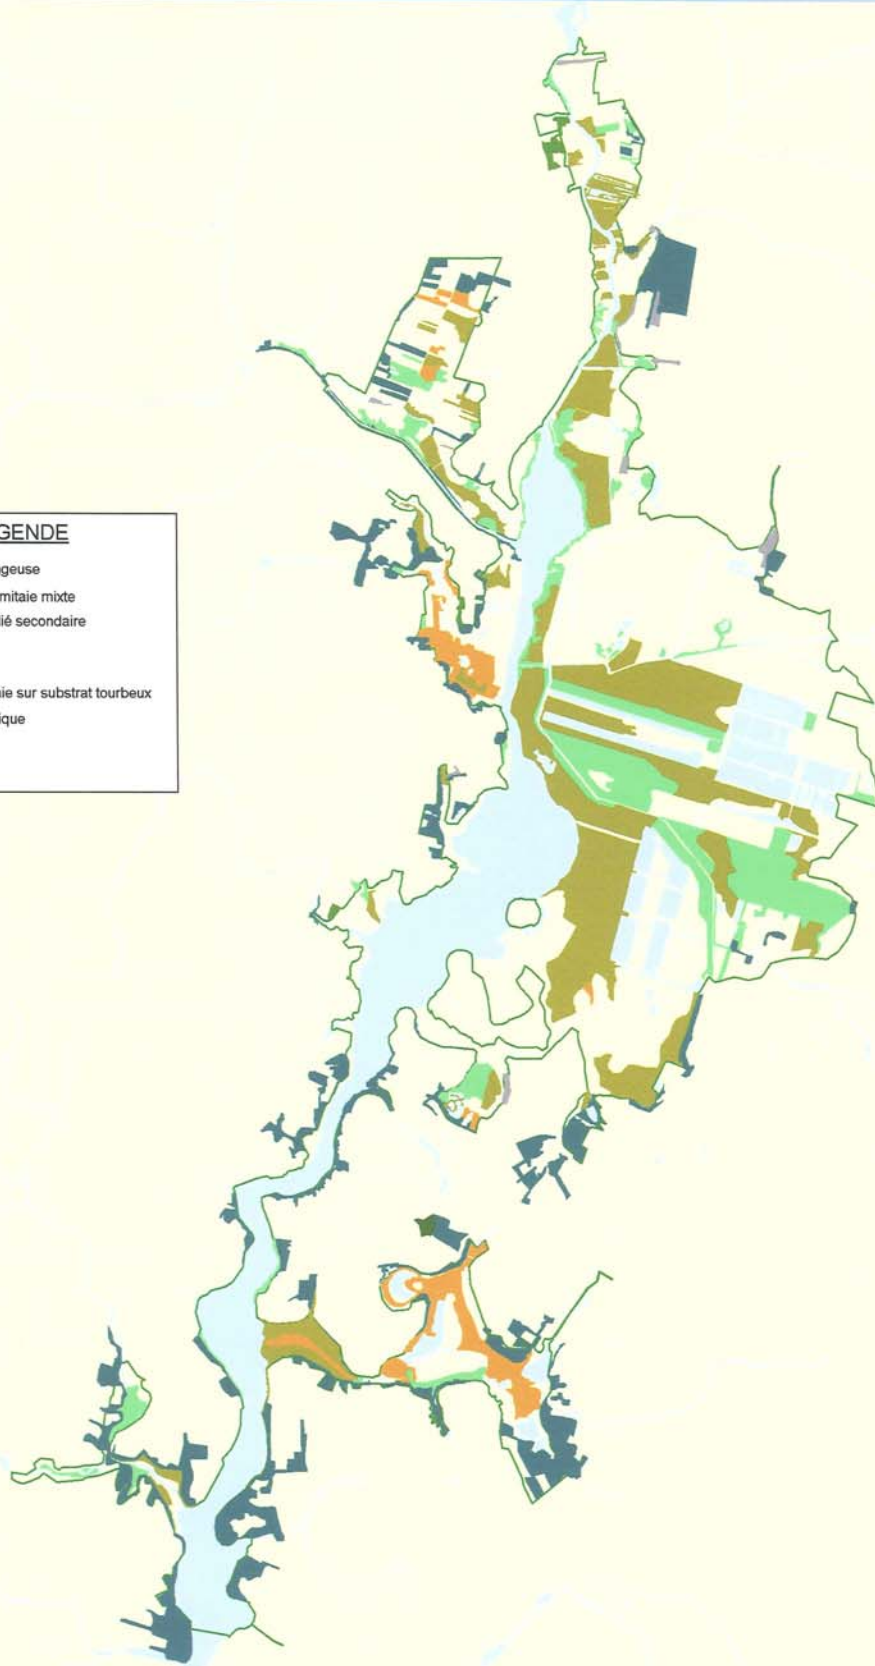 GENDE
geuse
mitaie mixte
ié secondaire
ie sur substrat tourbeux
ique